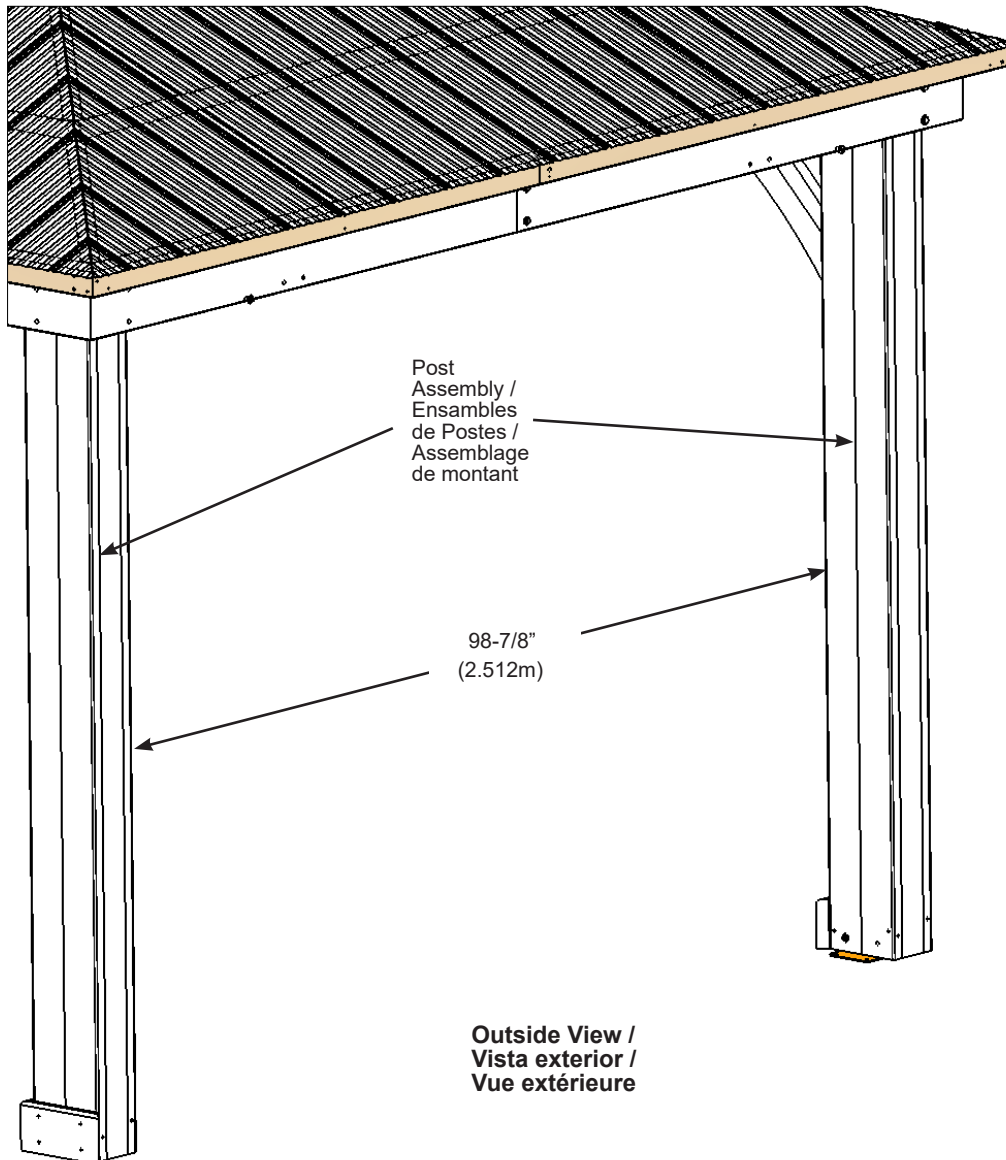 Post
Assembly /
Ensambles
de Postes /
Assemblage
de montant
98-7/8”
(2.512m)
Outside View /
Vista exterior /
Vue extérieure